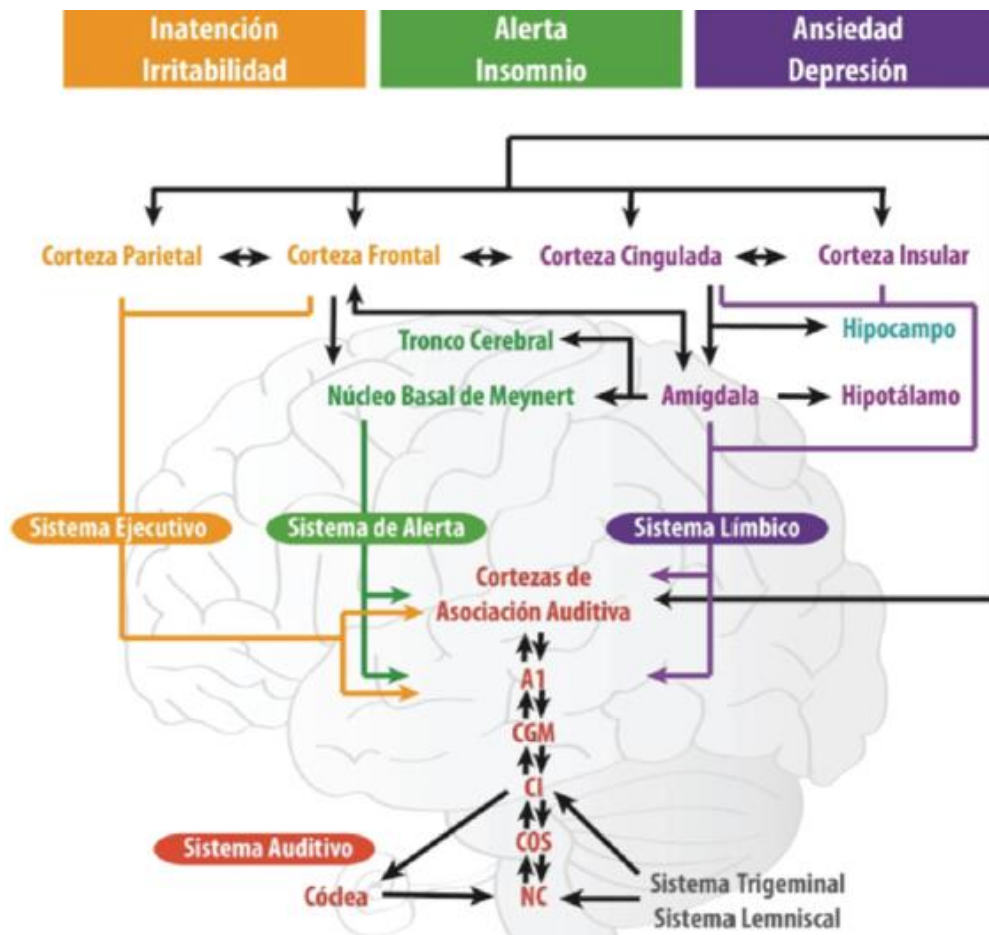 Inatención
Irritabilidad
Alerta
Insomnio
Ansiedad
Depresión
Corteza Parietal
Corteza Frontal
Corteza Cingulada
Corteza Insular
Tronco Cerebral
Hipocampo
Núcleo Basal de Meynert
Amígdala
Hipotálamo
Sistema Ejecutivo
Sistema de Alerta
Sistema Límbico
Cortezas de
Asociación Auditiva
A1
CGM
CI
Sistema Auditivo
COS
Cóclea
NC
Sistema Trigeminal
Sistema Lemniscal